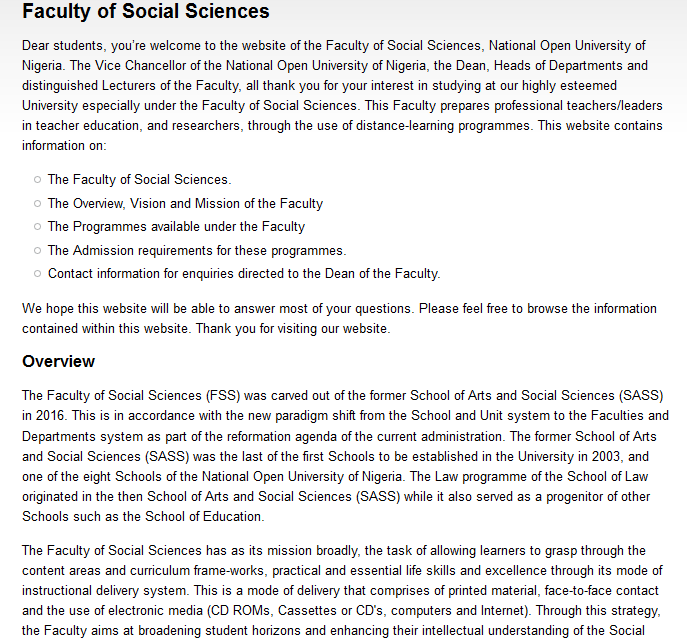 Faculty of Social Sciences
Dear students, you're welcome to the website of the Faculty of Social Sciences, National Open University of
Nigeria. The Vice Chancellor of the National Open University of Nigeria, the Dean, Heads of Departments and
distinguished Lecturers of the Faculty, all thank you for your interest in studying at our highly esteemed
University especially under the Faculty of Social Sciences. This Faculty prepares professional teachers/leaders
in teacher education, and researchers, through the use of distance-learning programmes. This website contains
information on:
The Faculty of Social Sciences.
The Overview, Vision and Mission of the Faculty
The Programmes available under the Faculty
The Admission requirements for these programmes.
Contact information for enquiries directed to the Dean of the Faculty.
We hope this website will be able to answer most of your questions. Please feel free to browse the information
contained within this website. Thank you for visiting our website.
Overview
The Faculty of Social Sciences (FSS) was carved out of the former School of Arts and Social Sciences (SASS)
in 2016. This is in accordance with the new paradigm shift from the School and Unit system to the Faculties and
Departments system as part of the reformation agenda of the current administration. The former School of Arts
and Social Sciences (SASS) was the last of the first Schools to be established in the University in 2003, and
one of the eight Schools of the National Open University of Nigeria. The Law programme of the School of Law
originated in the then School of Arts and Social Sciences (SASS) while it also served as a progenitor of other
Schools such as the School of Education.
The Faculty of Social Sciences has as its mission broadly, the task of allowing learners to grasp through the
content areas and curriculum frame-works, practical and essential life skills and excellence through its mode of
instructional delivery system. This is a mode of delivery that comprises of printed material, face-to-face contact
and the use of electronic media (CD ROMs, Cassettes or CD's, computers and Internet). Through this strategy,
the Faculty aims at broadening student horizons and enhancing their intellectual understanding of the Social